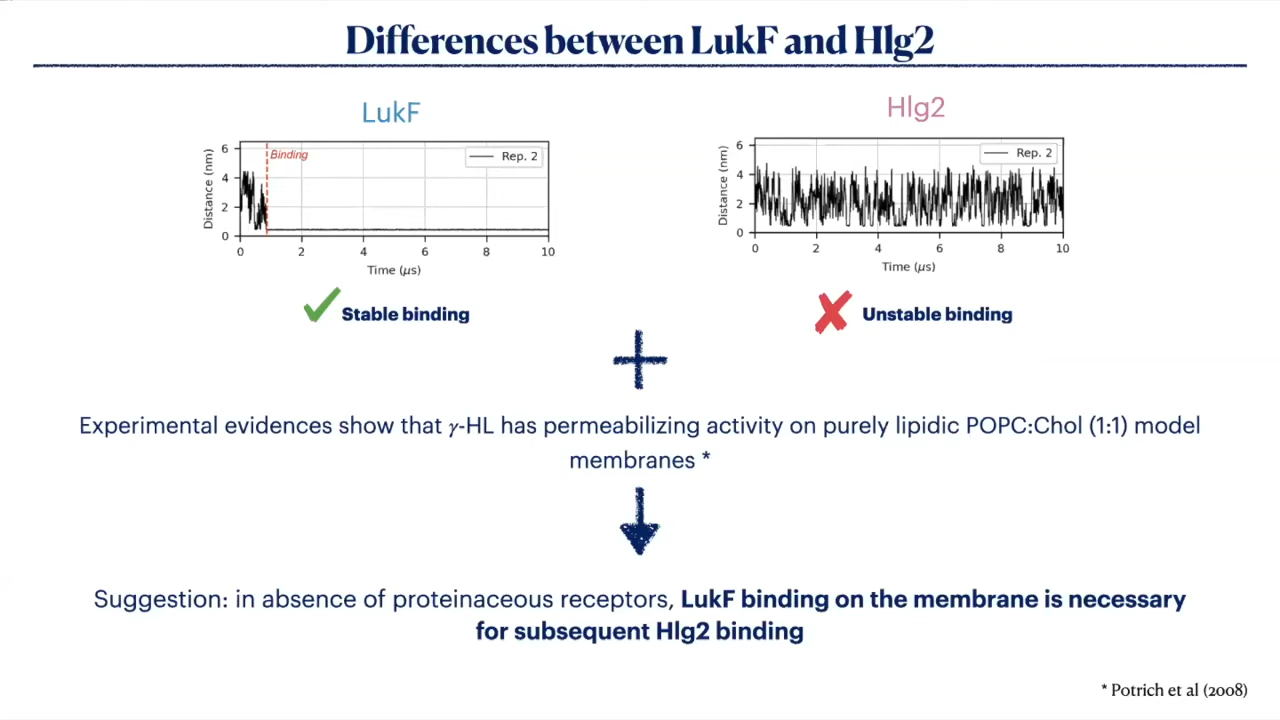 Differences between LukF and Hlg2
LukF
Hlg2
6
4
2
0
Distance (nm)
Binding
Rep. 2
0 2 4 6 8 10
Time (μs)
6
4
2
0
Distance (nm)
Rep. 2
0 2 4 6 8 10
Time (μs)
Stable binding
Unstable binding
Experimental evidences show that γ-HL has permeabilizing activity on purely lipidic POPC:Chol (1:1) model
membranes *
Suggestion: in absence of proteinaceous receptors, LukF binding on the membrane is necessary
for subsequent Hlg2 binding
* Potrich et al (2008)